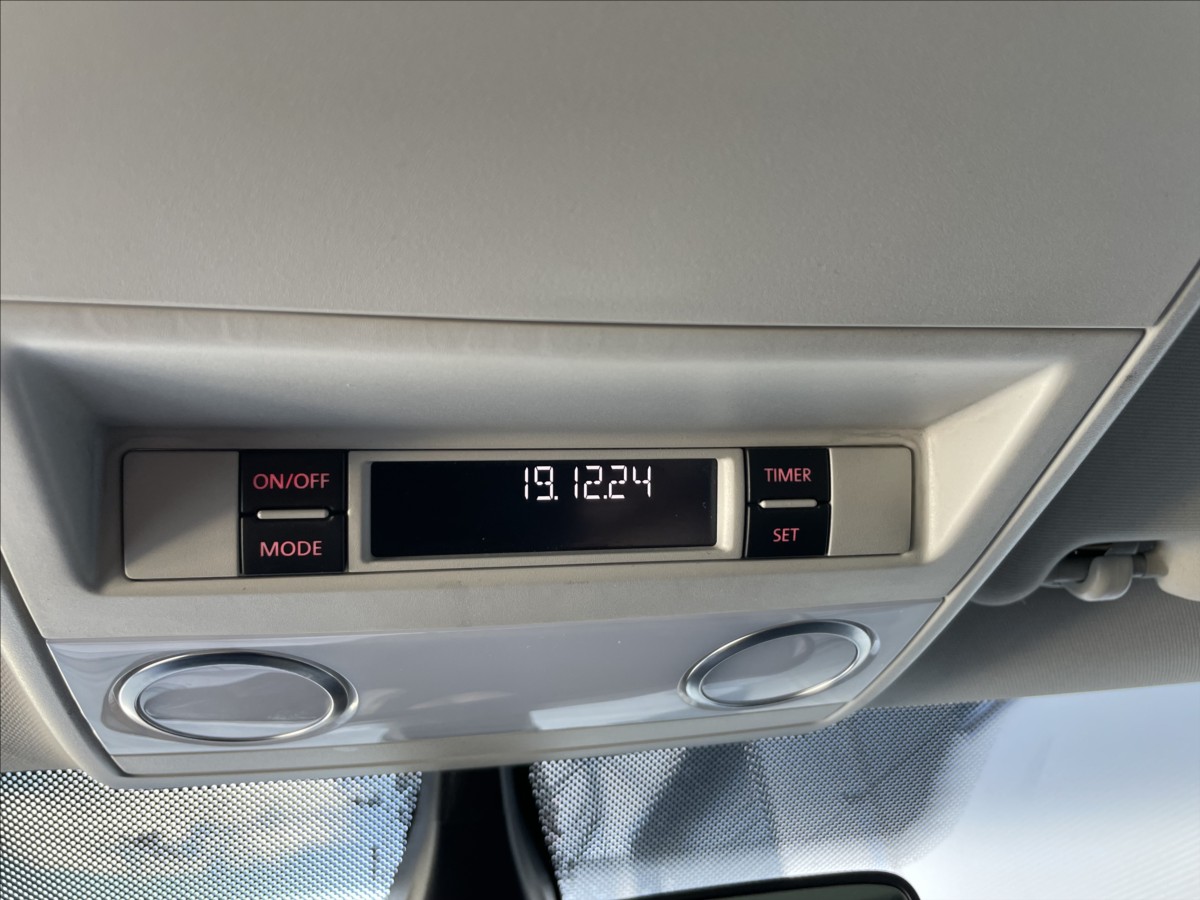 ON/OFF
MODE
19.12.24
TIMER
SET